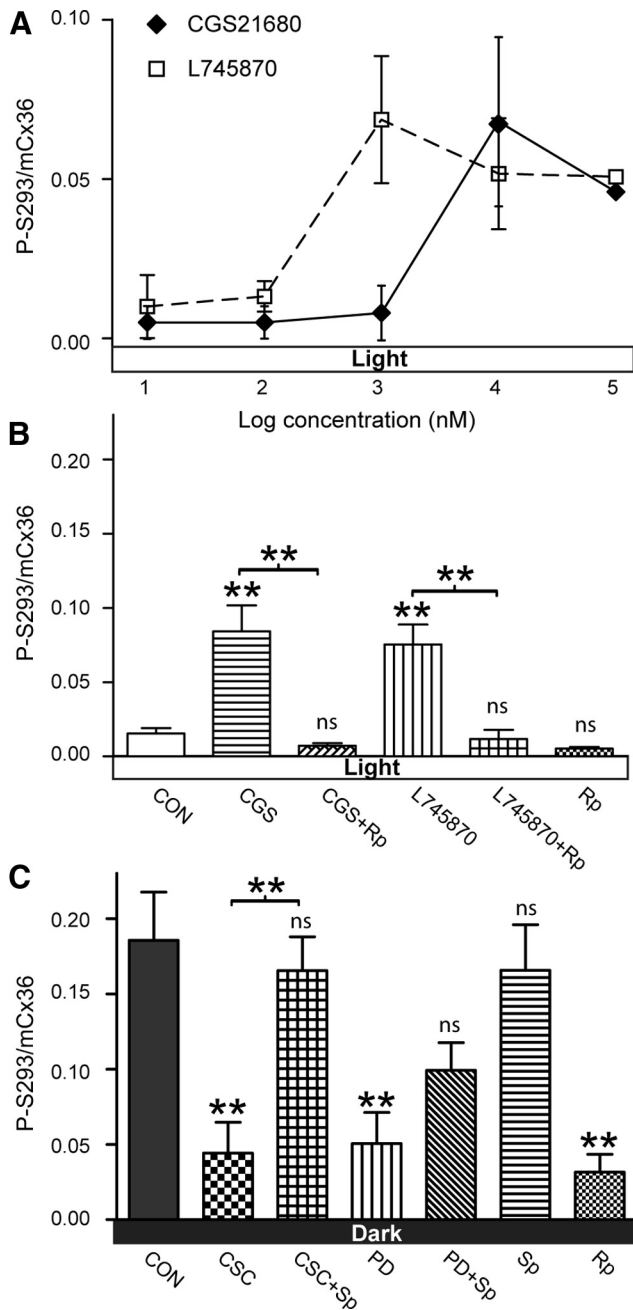 A
CGS21680
L745870
P-S293/mCx36
0.10
0.05
0.00
Light
1 2 3 4 5
Log concentration (nM)
B
P-S293/mCx36
0.20
0.15
0.10
0.05
0.00
**
**
ns
**
**
ns
ns
Light
CON CGS CGS+Rp L745870 L745870+Rp Rp
C
P-S293/mCx36
0.20
0.15
0.10
0.05
0.00
**
**
ns
**
ns
ns
**
Dark
CON CSC CSC+Sp PD PD+Sp Sp Rp